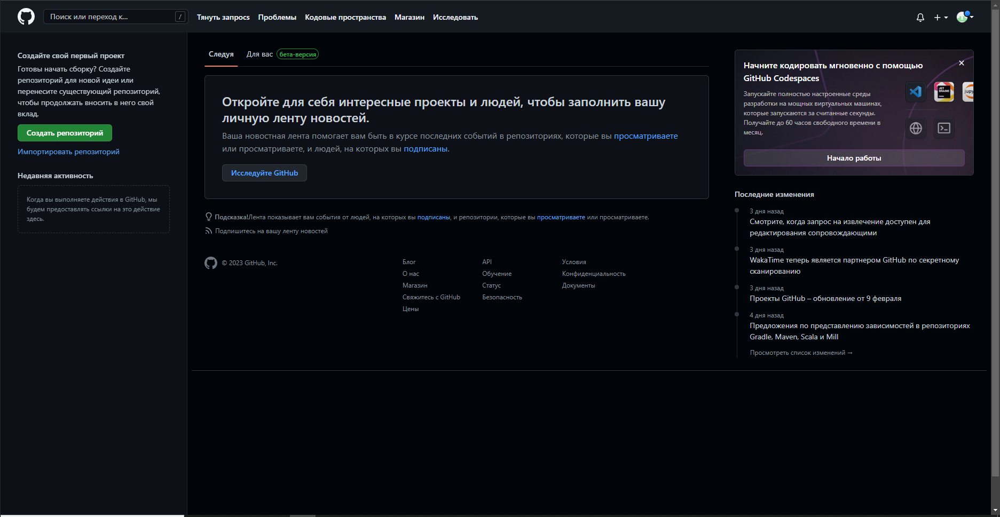 Поиск или переход к...
/
Тянуть запрос
Проблемы
Кодовые пространства
Магазин
Исследовать
Создайте свой первый проект
Готовы начать сборку? Создайте
репозиторий для новой идеи или
перенесите существующий репозиторий,
чтобы продолжать вносить в него свой
вклад.
Создать репозиторий
Импортировать репозиторий
Недавняя активность
Когда вы выполняете действия в GitHub, мы
будем предоставлять ссылки на это действие
здесь.
Следуя
Для вас бета-версия
Откройте для себя интересные проекты и людей, чтобы заполнить вашу
личную ленту новостей.
Ваша новостная лента помогает вам быть в курсе последних событий в репозиториях, которые вы просматриваете
или просматриваете, и людей, на которых вы подписаны.
Исследуйте GitHub
Подсказка!Лента показывает вам события от людей, на которых вы подписаны, и репозитории, которые вы просматриваете или просматриваете.
Подпишитесь на вашу ленту новостей
© 2023 GitHub, Inc.
Блог
О нас
Магазин
Свяжитесь с GitHub
Цены
API
Обучение
Статус
Безопасность
Условия
Конфиденциальность
Документы
Начните кодировать мгновенно с помощью
GitHub Codespaces
Запускайте полностью настроенные среды
разработки на мощных виртуальных машинах,
которые запускаются за считанные секунды.
Получайте до 60 часов свободного времени в
месяц.
JET
BRAINS
jupy
Начало работы
Последние изменения
3 дня назад
Смотрите, когда запрос на извлечение доступен для
редактирования сопровождающими
3 дня назад
WakaTime теперь является партнером GitHub по секретному
сканированию
3 дня назад
Проекты GitHub – обновление от 9 февраля
4 дня назад
Предложения по представлению зависимостей в репозиториях
Gradle, Maven, Scala и Mill
Просмотреть список изменений →